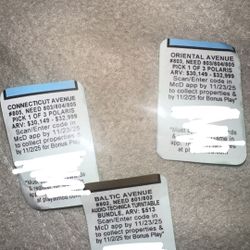 CONNECTICUT AVENUE
#805, NEED 803/804/805
PICK 1 OF 3 POLARIS
ARV: $30,149 - $32,999
Scan/Enter code in
McD app by 11/23/25
to collect properties &
by 11/2/25 for Bonus Play*
ORIENTAL AVENUE
#803, NEED 803/804/805
PICK 1 OF 3 POLARIS
ARV: $30,149 - $32,999
Scan/Enter code in
McD app by 11/23/25
to collect properties &
by 11/2/25 for Bonus Play*
BALTIC AVENUE
AUDIO-TECHNICA TURNTABLE
BUNDLE, ARV: $613
Scan/Enter code in
McD app by 11/23/25
to collect properties &
by 11/2/25 for Bonus Play*